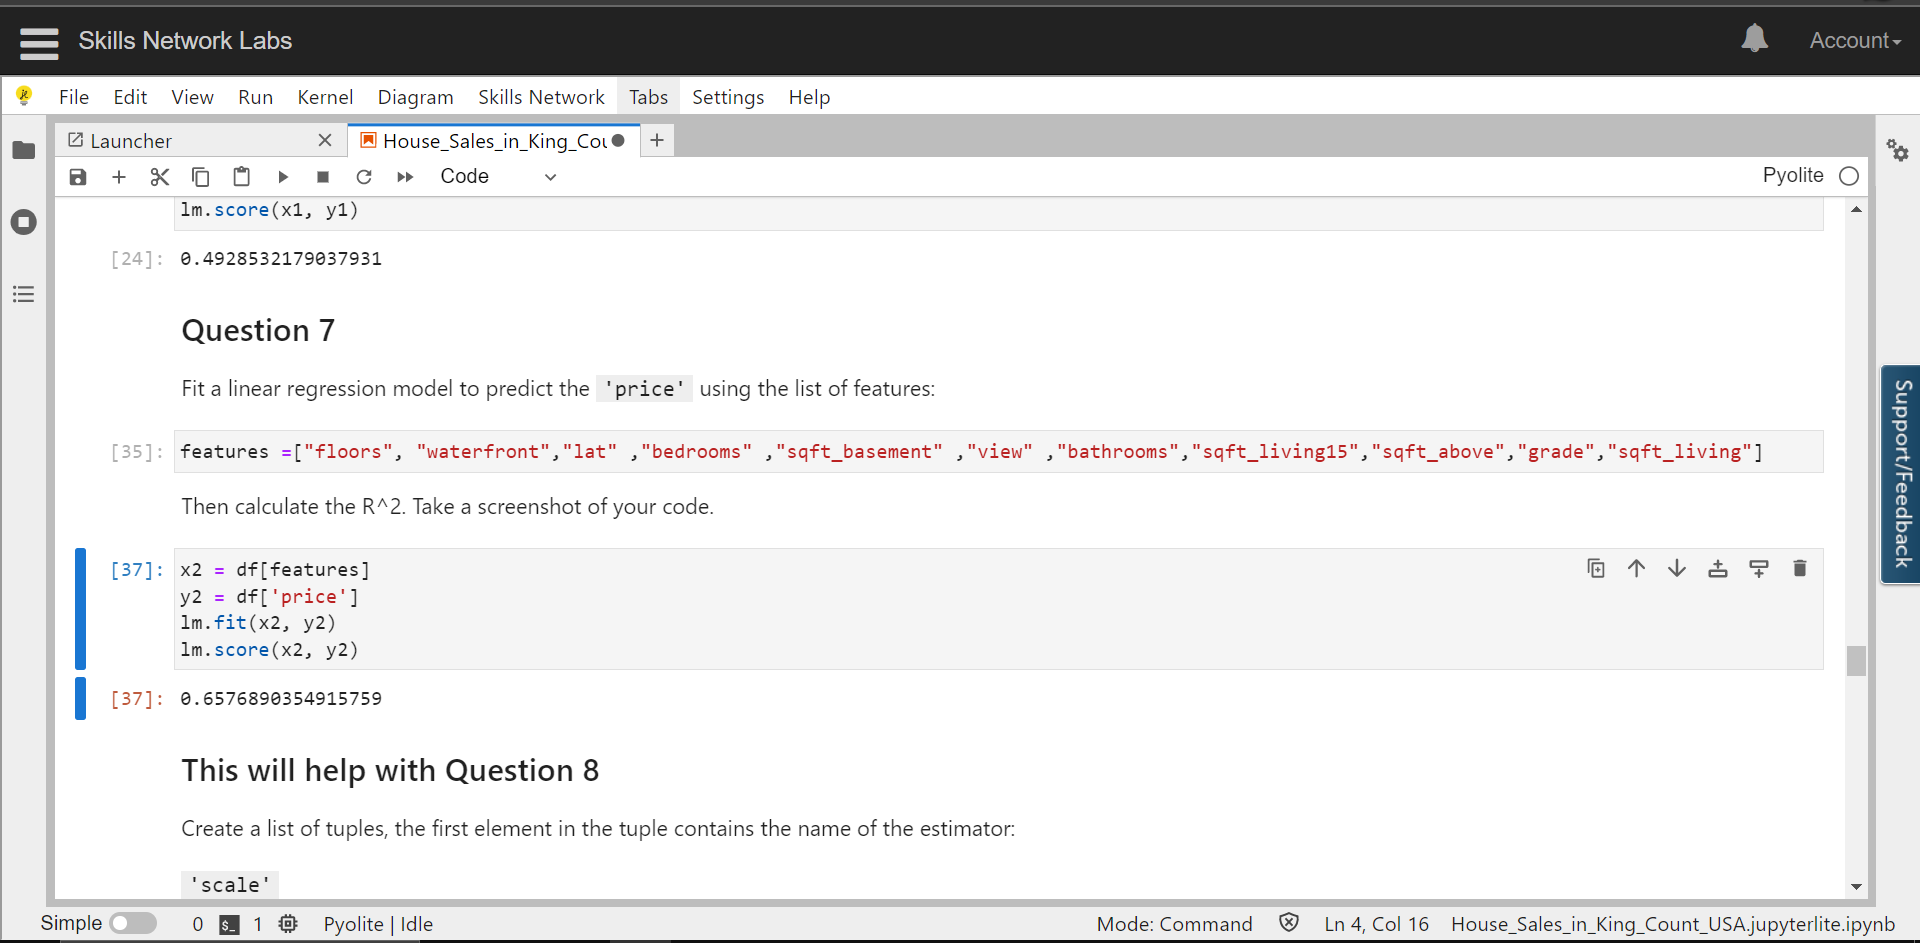 Skills Network Labs
Account
File Edit View Run Kernel Diagram Skills Network Tabs Settings Help
Launcher
House_Sales_in_King_Cou
Code
Pyolite
lm.score(x1, y1)
[24]: 0.4928532179037931
Question 7
Fit a linear regression model to predict the 'price' using the list of features:
[35]: features =["floors", "waterfront","lat" ,"bedrooms" ,"sqft_basement" ,"view" ,"bathrooms","sqft_living15","sqft_above","grade","sqft_living"]
Then calculate the R^2. Take a screenshot of your code.
[37]: x2 = df[features]
y2 = df['price']
lm.fit(x2, y2)
lm.score(x2, y2)
[37]: 0.6576890354915759
This will help with Question 8
Create a list of tuples, the first element in the tuple contains the name of the estimator:
'scale'
Support/Feedback
Simple 0 $_ 1 Pyolite | Idle Mode: Command Ln 4, Col 16 House_Sales_in_King_Count_USA.jupyterlite.ipynb